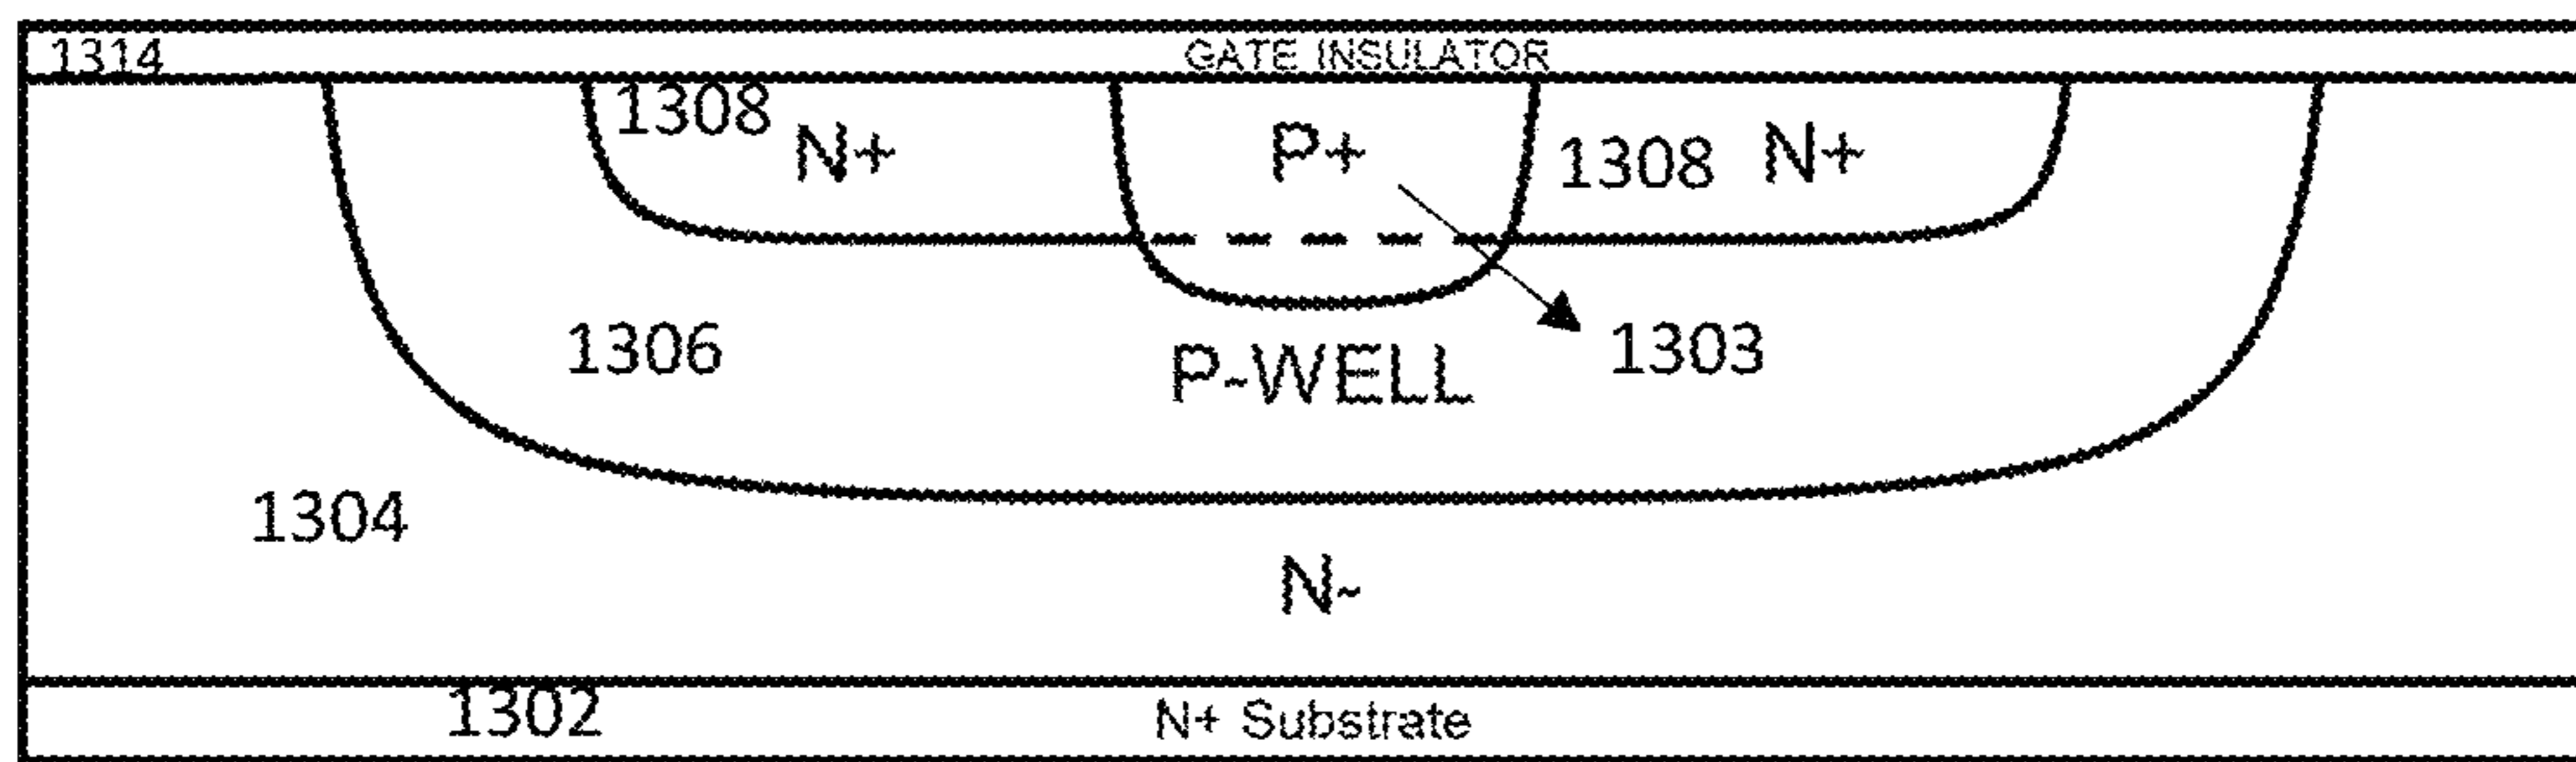 1314 GATE INSULATOR
1308 N+ P+ 1308 N+
1306 P-WELL 1303
1304 N-
1302 N+ Substrate